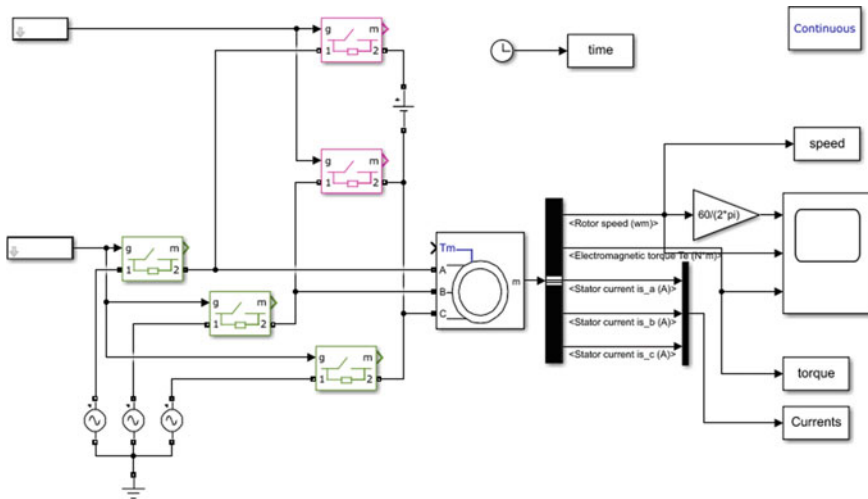 g m
1 2
time
Continuous
speed
g m
1 2
60/(2*pi)
<Rotor speed (wm)>
g m
1 2
Tm
<Electromagnetic torque Te (N*m)>
A
m
<Stator current is_a (A)>
B
g m
1 2
C
<Stator current is_b (A)>
<Stator current is_c (A)>
g m
1 2
torque
Currents